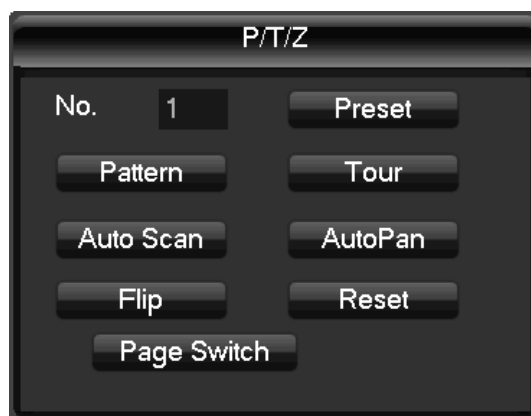 P/T/Z
No. 1 Preset
Pattern Tour
Auto Scan AutoPan
Flip Reset
Page Switch